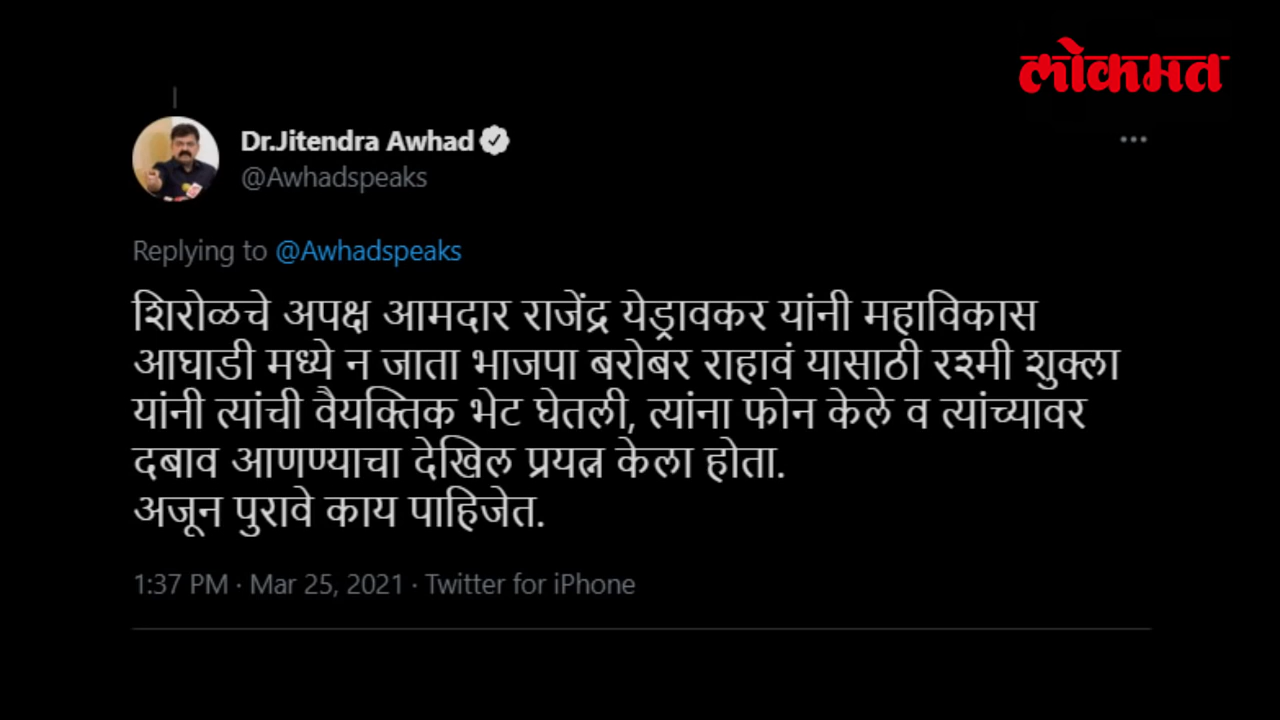 लोकमत
Dr.Jitendra Awhad
@Awhadspeaks
Replying to @Awhadspeaks
शिरोळचे अपक्ष आमदार राजेंद्र येड्रावकर यांनी महाविकास
आघाडी मध्ये न जाता भाजपा बरोबर राहावं यासाठी रश्मी शुक्ला
यांनी त्यांची वैयक्तिक भेट घेतली, त्यांना फोन केले व त्यांच्यावर
दबाव आणण्याचा देखिल प्रयत्न केला होता.
अजून पुरावे काय पाहिजेत.
1:37 PM · Mar 25, 2021 · Twitter for iPhone